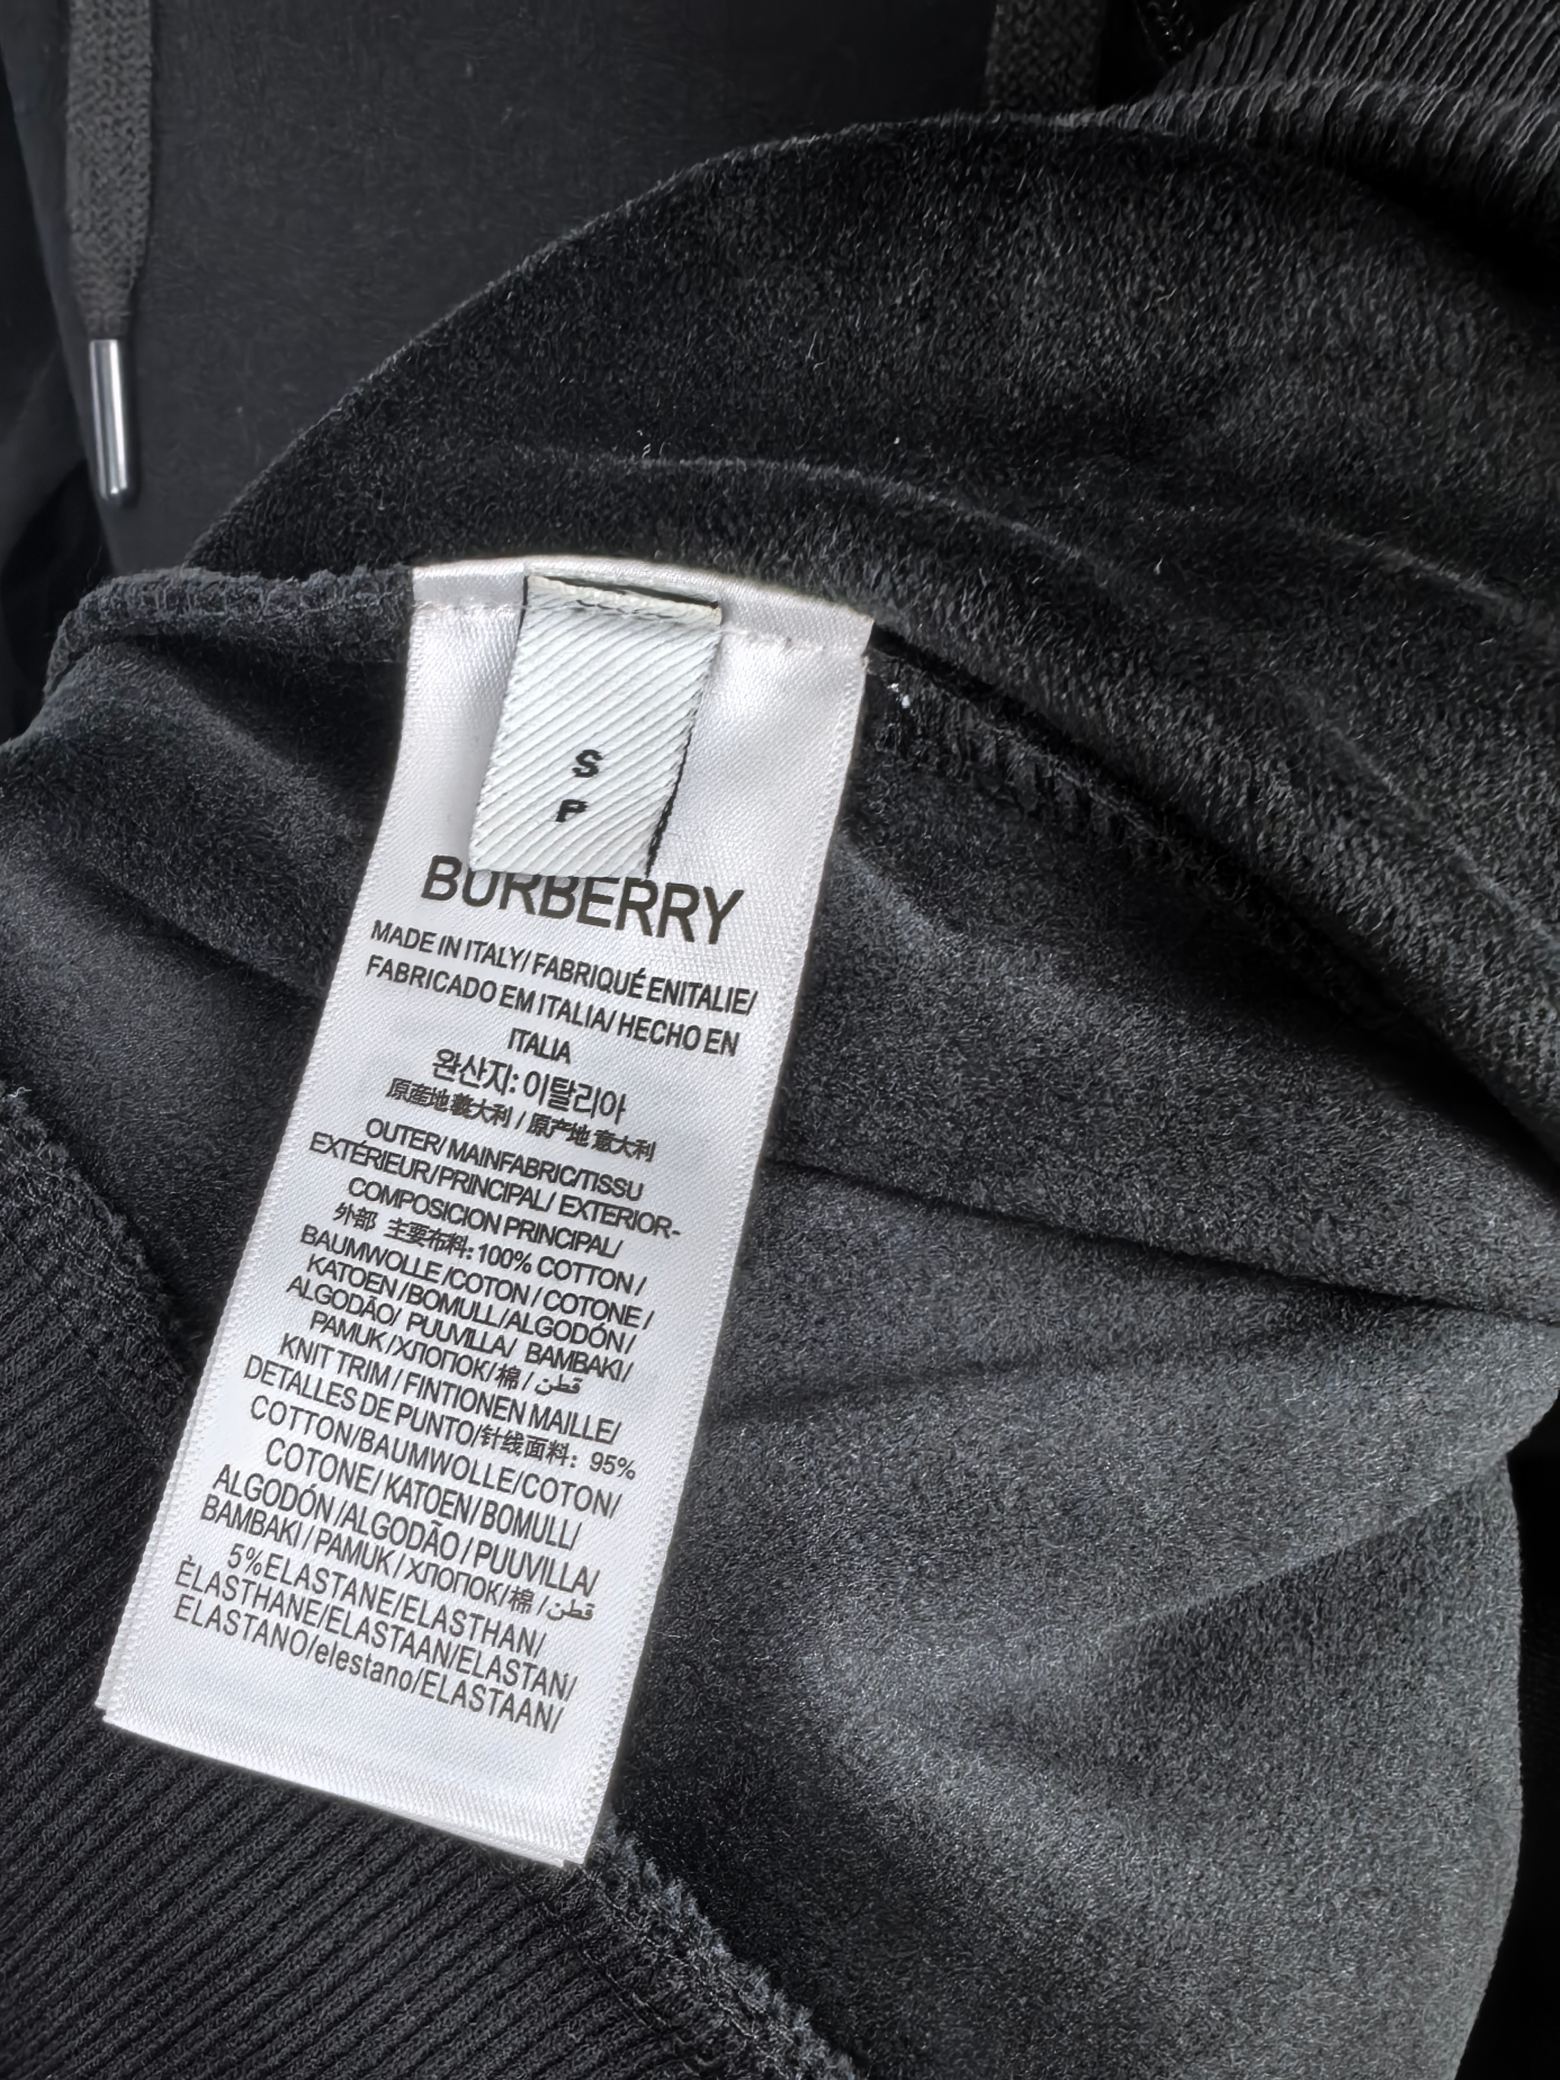 S
P
BURBERRY
MADE IN ITALY/ FABRIQUÉ ENITALIE/
FABRICADO EM ITALIA/ HECHO EN
ITALIA
완산지: 이탈리아
原産地義大利 / 原产地 意大利
OUTER/ MAINFABRIC/TISSU
EXTÉRIEUR/PRINCIPAL/ EXTERIOR-
COMPOSICION PRINCIPAL/
外部 主要布料: 100% COTTON /
BAUMWOLLE /COTON / COTONE /
KATOEN /BOMULL/ALGODÓN /
ALGODÃO/ PUUVILLA/ BAMBAKI /
PAMUK /ХЛОПОК/ 棉 / قطن
KNIT TRIM / FINTIONEN MAILLE/
DETALLES DE PUNTO/针线面料: 95%
COTTON/BAUMWOLLE/COTON/
COTONE/ KATOEN/ BOMULL/
ALGODÓN /ALGODÃO / PUUVILLA/
BAMBAKI / PAMUK / ХЛОПОК/ 棉 / قطن
5%ELASTANE/ELASTHAN/
ÈLASTHANE/ELASTAAN/ELASTAN/
ELASTANO/elestano/ELASTAAN/